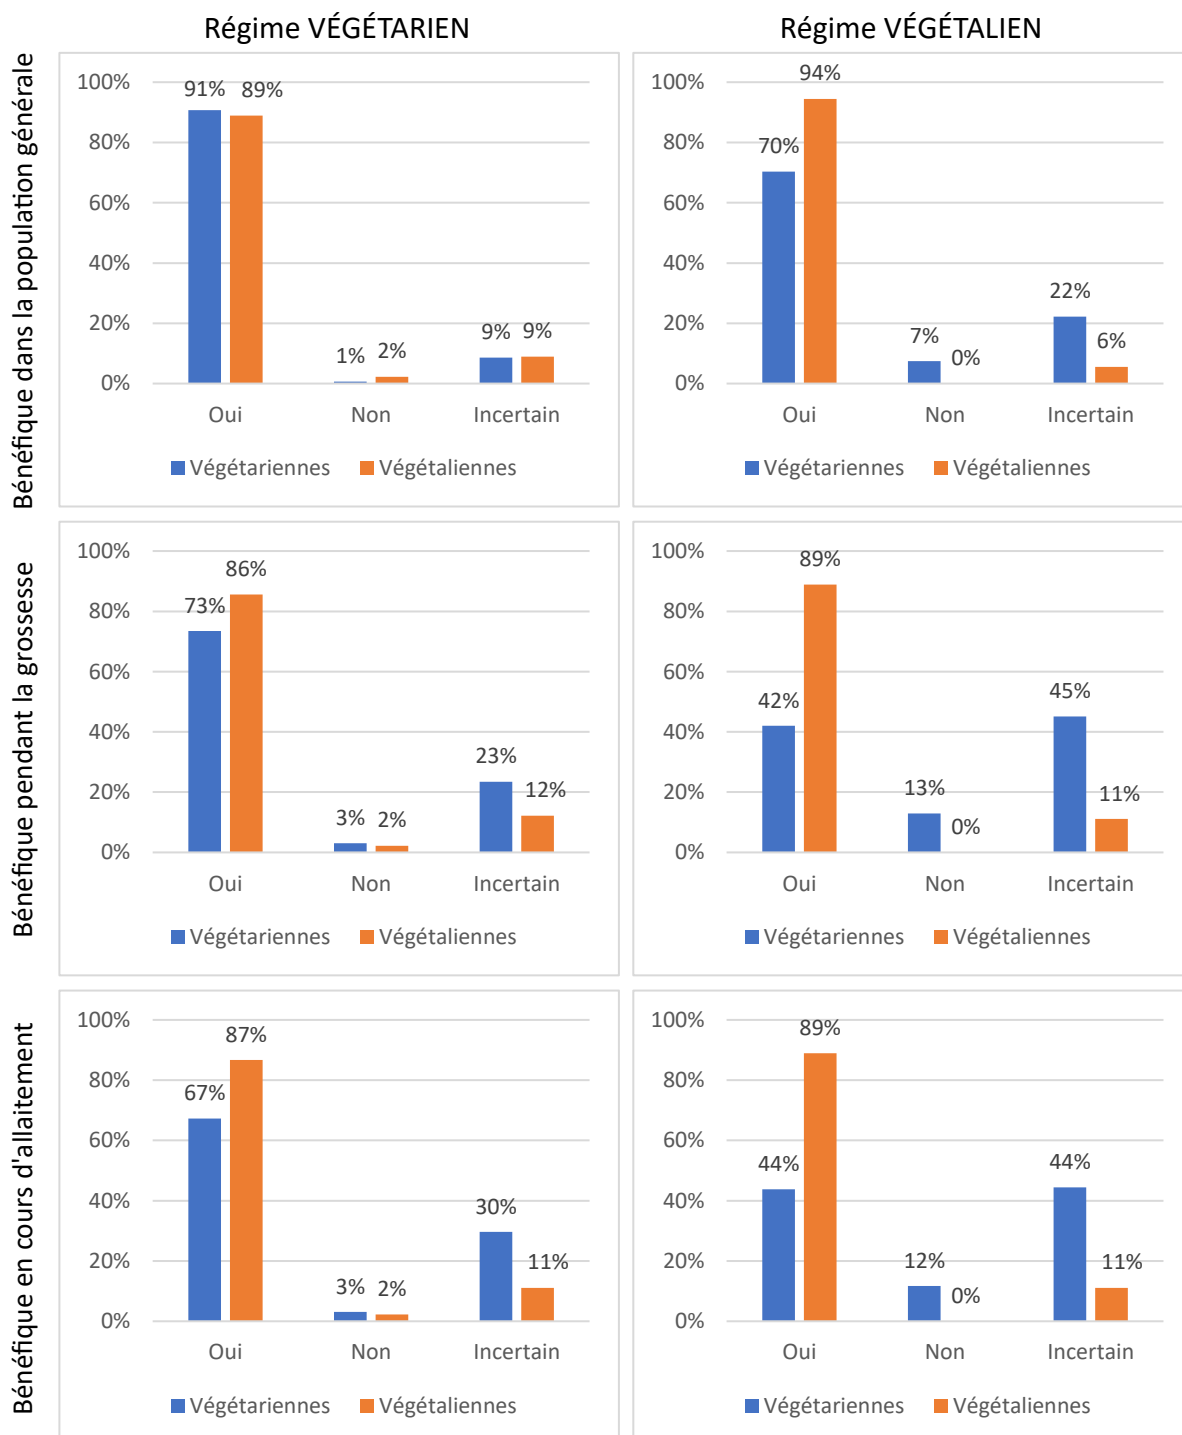 Régime VÉGÉTARIEN
Régime VÉGÉTALIEN
Bénéfique dans la population générale
100%
80%
60%
40%
20%
0%
91%
89%
1%
2%
9%
9%
Oui
Non
Incertain
Végétariennes
Végétaliennes
100%
80%
60%
40%
20%
0%
70%
94%
7%
0%
22%
6%
Oui
Non
Incertain
Végétariennes
Végétaliennes
Bénéfique pendant la grossesse
100%
80%
60%
40%
20%
0%
73%
86%
3%
2%
23%
12%
Oui
Non
Incertain
Végétariennes
Végétaliennes
100%
80%
60%
40%
20%
0%
42%
89%
13%
0%
45%
11%
Oui
Non
Incertain
Végétariennes
Végétaliennes
Bénéfique en cours d'allaitement
100%
80%
60%
40%
20%
0%
67%
87%
3%
2%
30%
11%
Oui
Non
Incertain
Végétariennes
Végétaliennes
100%
80%
60%
40%
20%
0%
44%
89%
12%
0%
44%
11%
Oui
Non
Incertain
Végétariennes
Végétaliennes